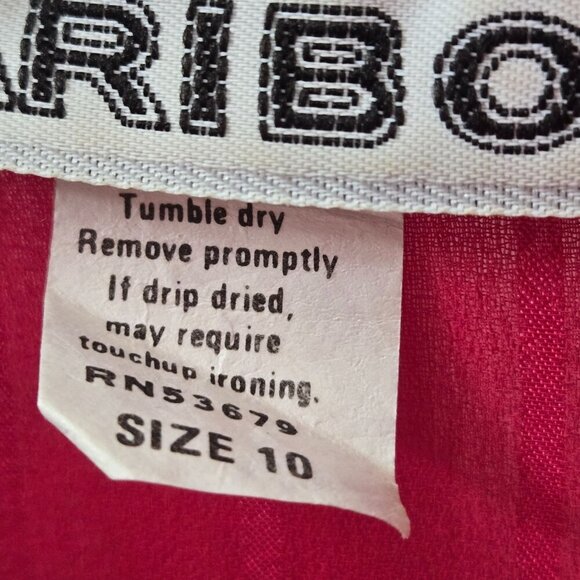 ARIBO
Tumble dry
Remove promptly
If drip dried,
may require
touchup ironing.
RN53679
SIZE 10